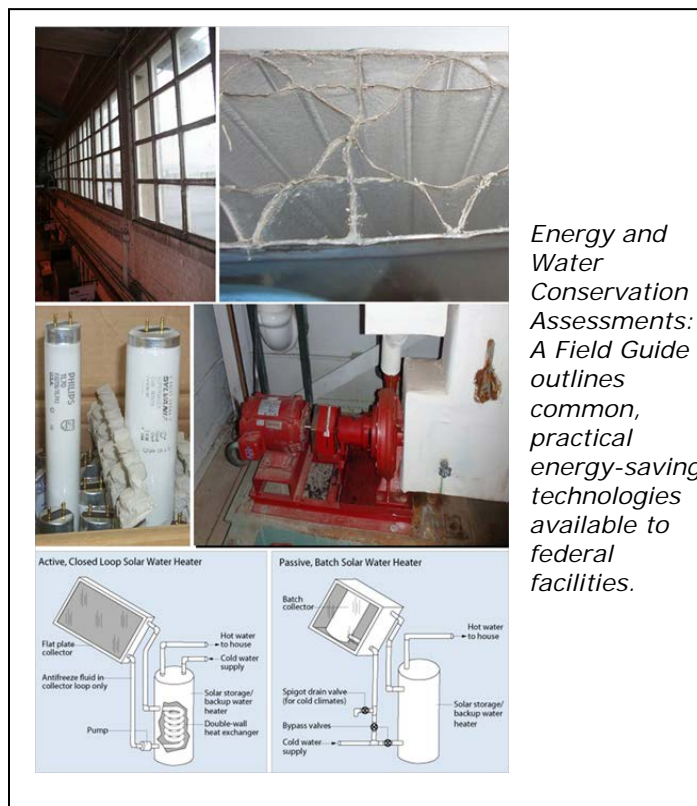 Energy and
Water
Conservation
Assessments:
A Field Guide
outlines
common,
practical
energy-saving
technologies
available to
federal
facilities.
PHILIPS
SYLVANIA
Active, Closed Loop Solar Water Heater
Flat plate
collector
Antifreeze fluid in
collector loop only
Pump
Hot water
to house
Cold water
supply
Solar storage/
backup water
heater
Double-wall
heat exchanger
Passive, Batch Solar Water Heater
Batch
collector
Spigot drain valve
(for cold climates)
Bypass valves
Cold water
supply
Hot water
to house
Solar storage/
backup water
heater